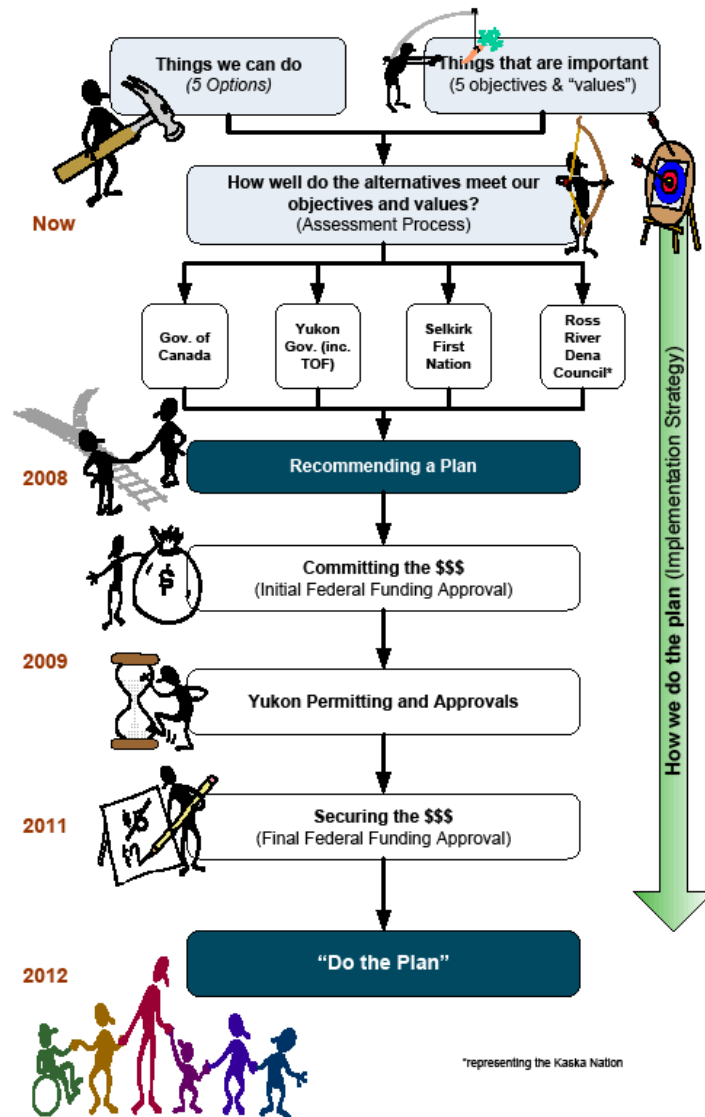 Things we can do
(5 Options)
Things that are important
(5 objectives & “values”)
How well do the alternatives meet our
objectives and values?
(Assessment Process)
Now
Gov. of
Canada
Yukon
Gov. (inc.
TOF)
Selkirk
First
Nation
Ross
River
Dena
Council*
2008
Recommending a Plan
$
Committing the $$$
(Initial Federal Funding Approval)
2009
Yukon Permitting and Approvals
2011
Securing the $$$
(Final Federal Funding Approval)
How we do the plan (Implementation Strategy)
“Do the Plan”
2012
*representing the Kaska Nation